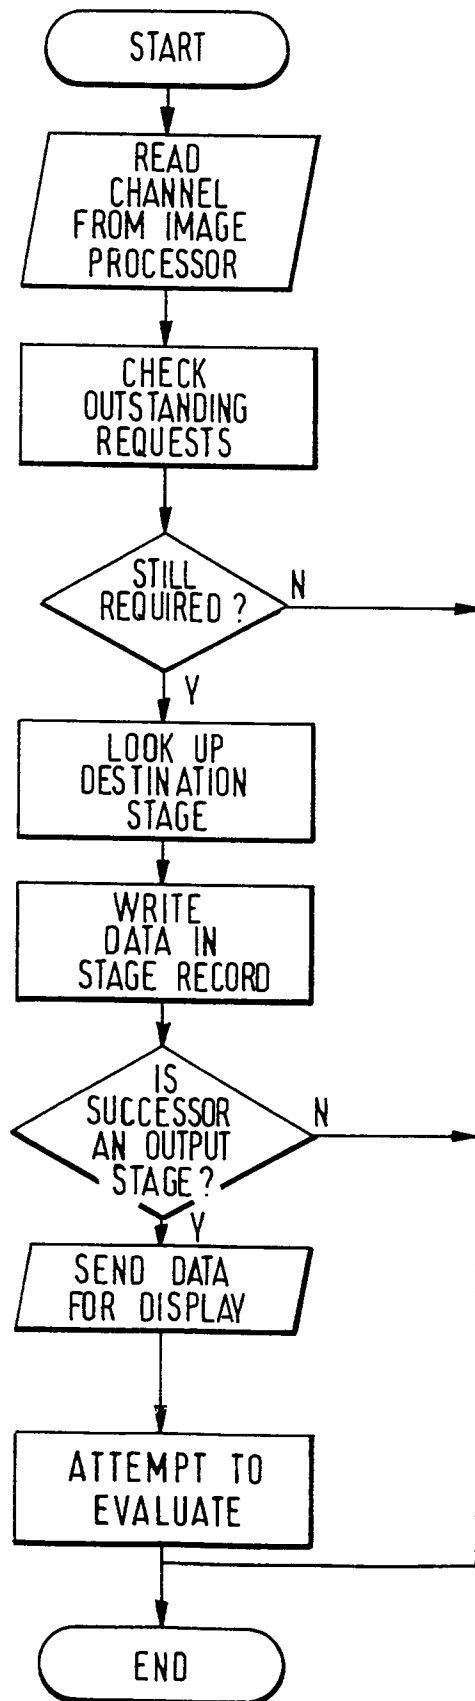 START
READ
CHANNEL
FROM IMAGE
PROCESSOR
CHECK
OUTSTANDING
REQUESTS
STILL
REQUIRED ?
N
Y
LOOK UP
DESTINATION
STAGE
WRITE
DATA IN
STAGE RECORD
IS
SUCCESSOR
AN OUTPUT
STAGE ?
N
Y
SEND DATA
FOR DISPLAY
ATTEMPT TO
EVALUATE
END